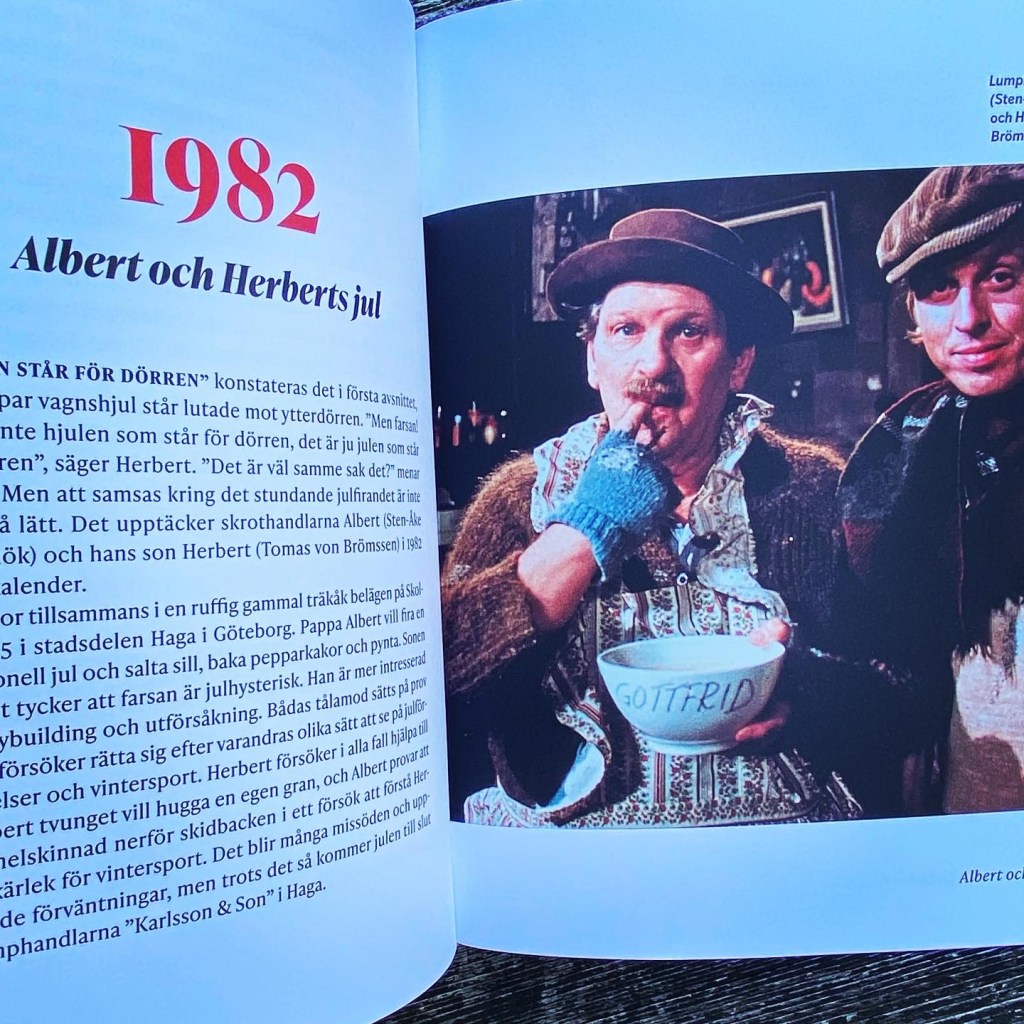 1982
Albert och Herberts jul
N STÅR FÖR DÖRREN” konstateras det i första avsnittet,
par vagnshjul står lutade mot ytterdörren. ”Men farsan!
nte hjulen som står för dörren, det är ju julen som står
ren”, säger Herbert. ”Det är väl samme sak det?” menar
Men att samsas kring det stundande julfirandet är inte
å lätt. Det upptäcker skrothandlarna Albert (Sten-Åke
ök) och hans son Herbert (Tomas von Brömssen) i 1982
alender.
or tillsammans i en ruffig gammal träkåk belägen på Skol-
5 i stadsdelen Haga i Göteborg. Pappa Albert vill fira en
onell jul och salta sill, baka pepparkakor och pynta. Sonen
t tycker att farsan är julhysterisk. Han är mer intresserad
ybuilding och utförsåkning. Bådas tålamod sätts på prov
försöker rätta sig efter varandras olika sätt att se på julför-
elser och vintersport. Herbert försöker i alla fall hjälpa till
bert tvunget vill hugga en egen gran, och Albert provar att
helskinnad nerför skidbacken i ett försök att förstå Her-
kärlek för vintersport. Det blir många missöden och upp-
de förväntningar, men trots det så kommer julen till slut
mphandlarna ”Karlsson & Son” i Haga.
Lump
(Sten-
och H
Bröm
GOTTFRID
Albert oc